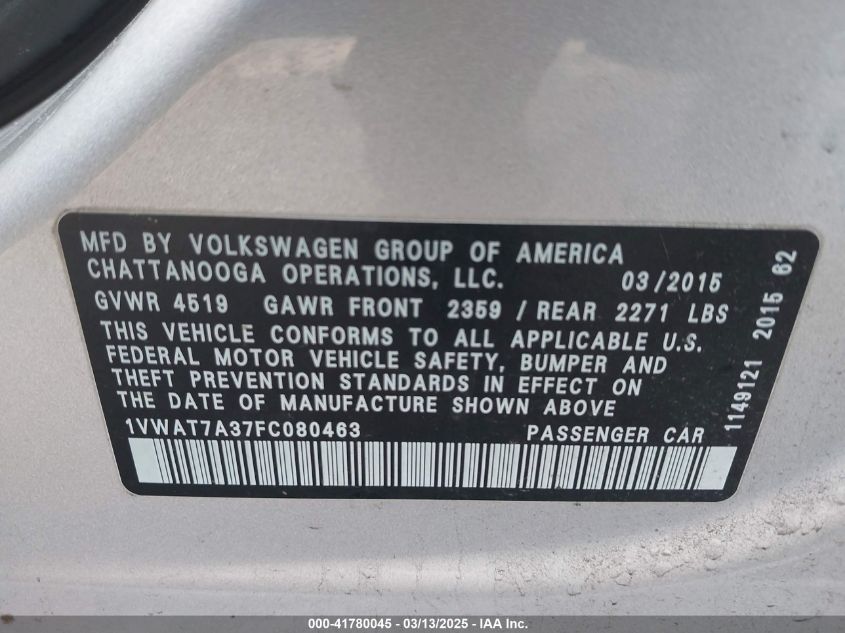 MFD BY VOLKSWAGEN GROUP OF AMERICA
CHATTANOOGA OPERATIONS, LLC. 03/2015
GVWR 4519 GAWR FRONT 2359 / REAR 2271 LBS
THIS VEHICLE CONFORMS TO ALL APPLICABLE U.S.
FEDERAL MOTOR VEHICLE SAFETY, BUMPER AND
THEFT PREVENTION STANDARDS IN EFFECT ON
THE DATE OF MANUFACTURE SHOWN ABOVE
1VWAT7A37FC080463 PASSENGER CAR
1149121 2015 62
000-41780045 - 03/13/2025 - IAA Inc.